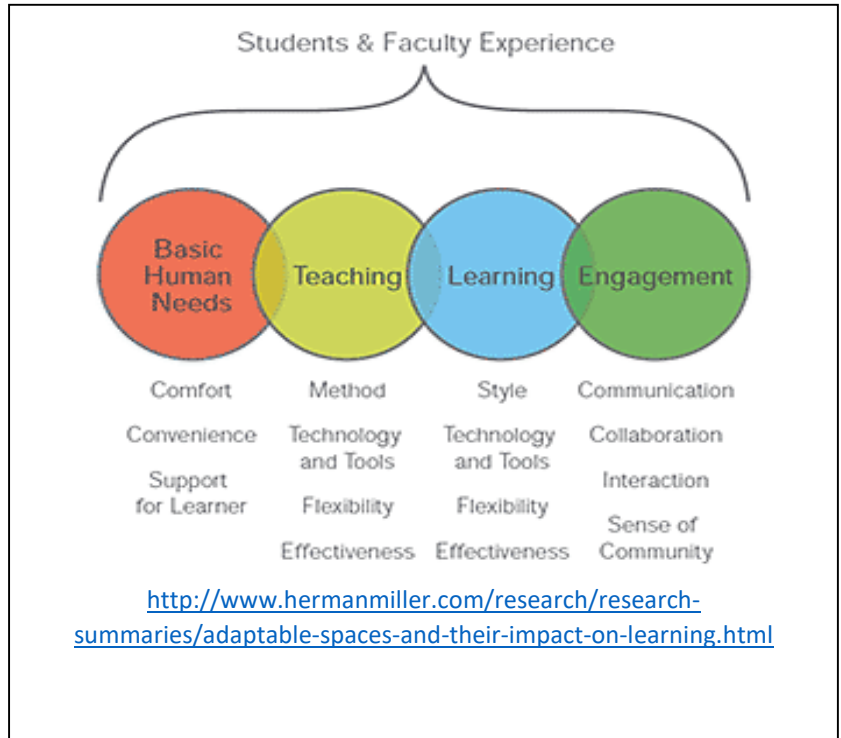 Students & Faculty Experience
Basic
Human
Needs
Teaching
Learning
Engagement
Comfort
Convenience
Support
for Learner
Method
Technology
and Tools
Flexibility
Effectiveness
Style
Technology
and Tools
Flexibility
Effectiveness
Communication
Collaboration
Interaction
Sense of
Community
http://www.hermanmiller.com/research/research-
summaries/adaptable-spaces-and-their-impact-on-learning.html